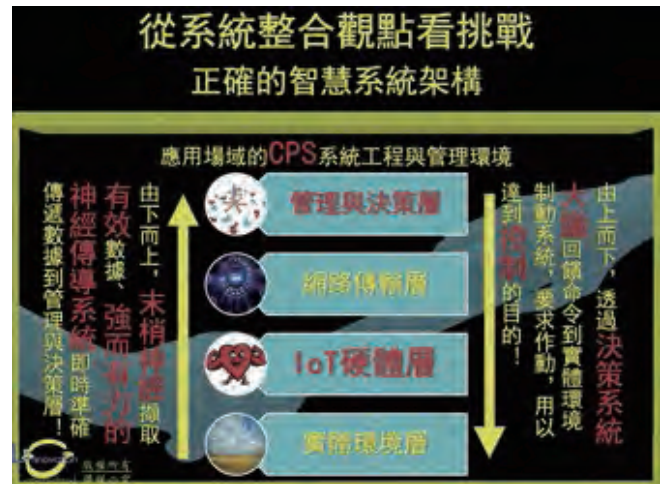 從系統整合觀點看挑戰
正確的智慧系統架構
應用場域的CPS系統工程與管理環境
由下而上，末梢神經擷取
有效數據、強而有力的
神經傳導系統即時準確
傳遞數據到管理與決策層！
管理與決策層
網路傳輸層
IoT硬體層
實體環境層
由上而下，透過決策系統
大腦回饋命令到實體環境
制動系統，要求作動，用以
達到控制的目的！
版權所有